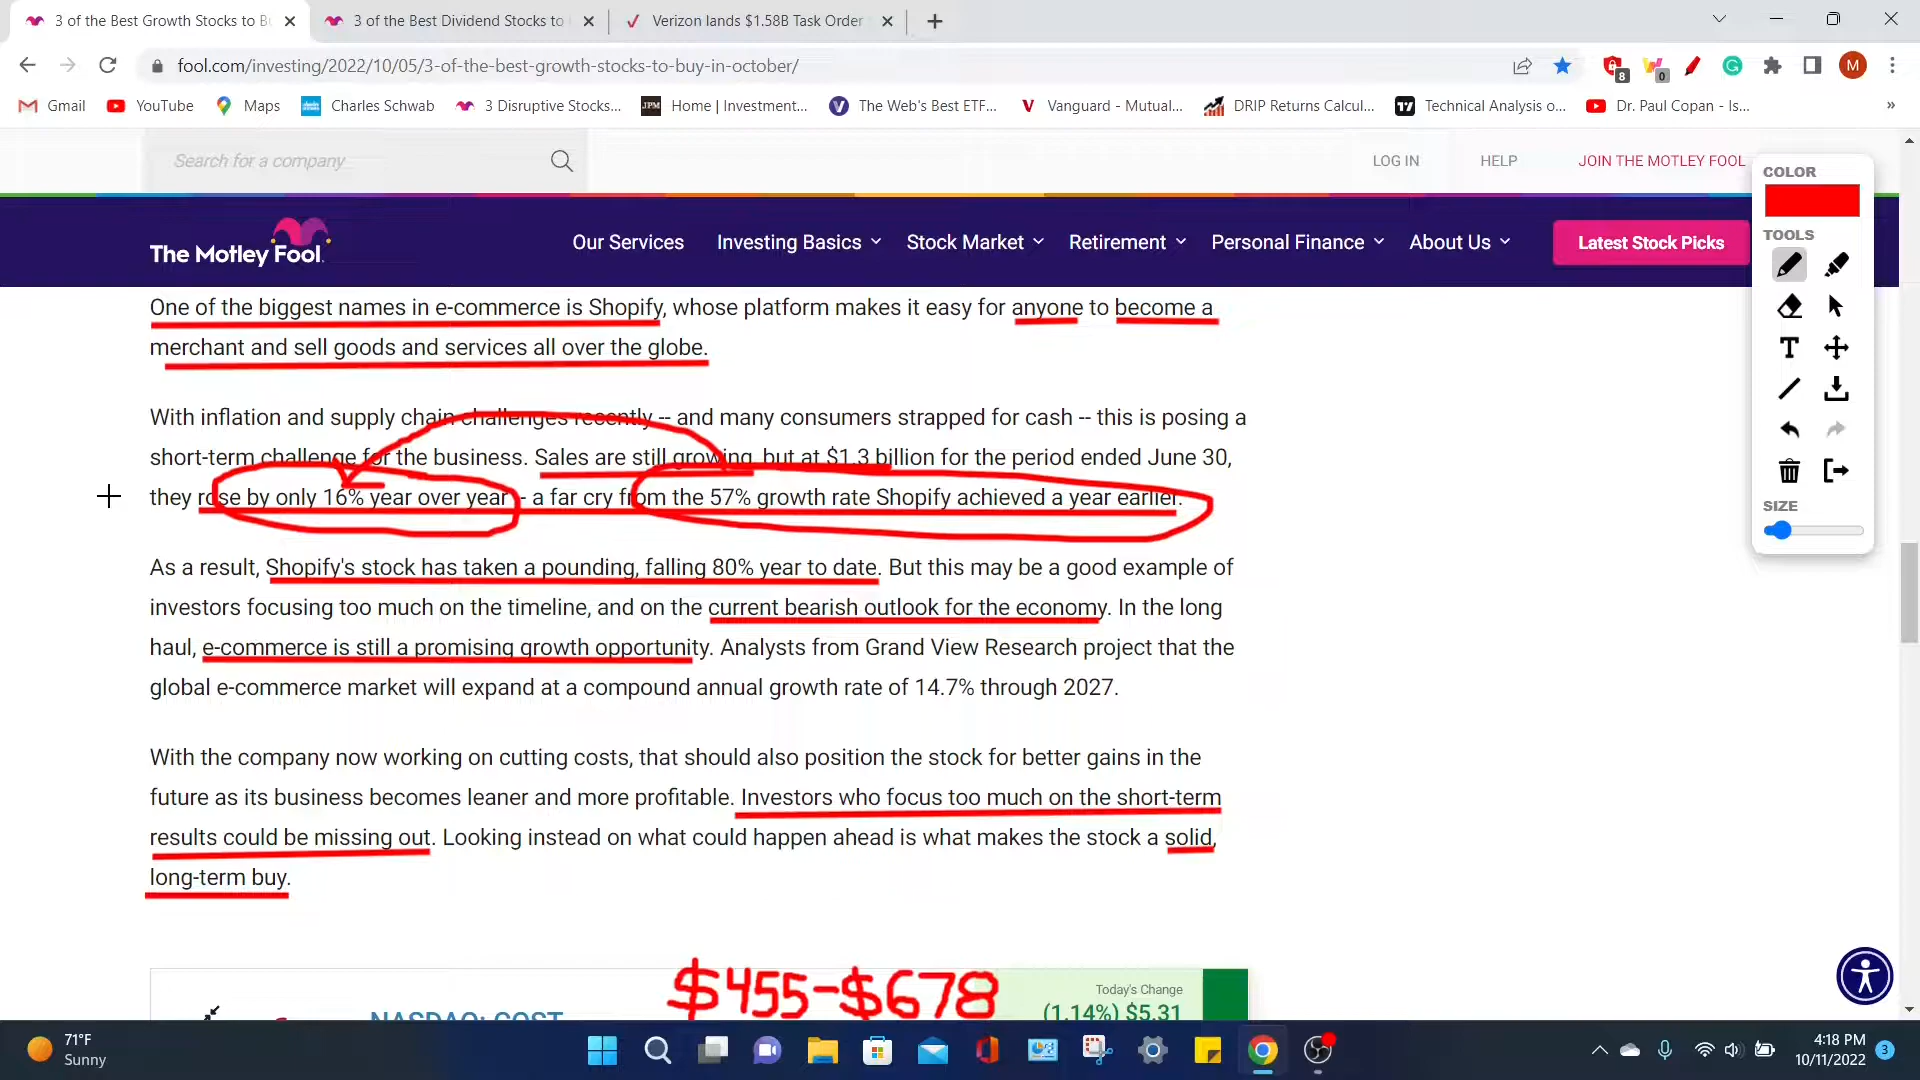 3 of the Best Growth Stocks to B
3 of the Best Dividend Stocks to
Verizon lands $1.58B Task Order
fool.com/investing/2022/10/05/3-of-the-best-growth-stocks-to-buy-in-october/
8
0
M
Gmail
YouTube
Maps
Charles Schwab
3 Disruptive Stocks...
JPM
Home | Investment...
The Web's Best ETF...
Vanguard - Mutual...
DRIP Returns Calcul...
Technical Analysis o...
Dr. Paul Copan - Is...
»
Search for a company
LOG IN
HELP
JOIN THE MOTLEY FOOL
The Motley Fool.
Our Services
Investing Basics
Stock Market
Retirement
Personal Finance
About Us
Latest Stock Picks
COLOR
TOOLS
T
SIZE
One of the biggest names in e-commerce is Shopify, whose platform makes it easy for anyone to become a
merchant and sell goods and services all over the globe.
With inflation and supply chain challenges recently -- and many consumers strapped for cash -- this is posing a
short-term challenge for the business. Sales are still growing, but at $1.3 billion for the period ended June 30,
they rose by only 16% year over year -- a far cry from the 57% growth rate Shopify achieved a year earlier.
As a result, Shopify's stock has taken a pounding, falling 80% year to date. But this may be a good example of
investors focusing too much on the timeline, and on the current bearish outlook for the economy. In the long
haul, e-commerce is still a promising growth opportunity. Analysts from Grand View Research project that the
global e-commerce market will expand at a compound annual growth rate of 14.7% through 2027.
With the company now working on cutting costs, that should also position the stock for better gains in the
future as its business becomes leaner and more profitable. Investors who focus too much on the short-term
results could be missing out. Looking instead on what could happen ahead is what makes the stock a solid,
long-term buy.
$455-$678
NASDAQ: COST
Today's Change
(1.14%) $5.31
71°F
Sunny
4:18 PM
10/11/2022
3